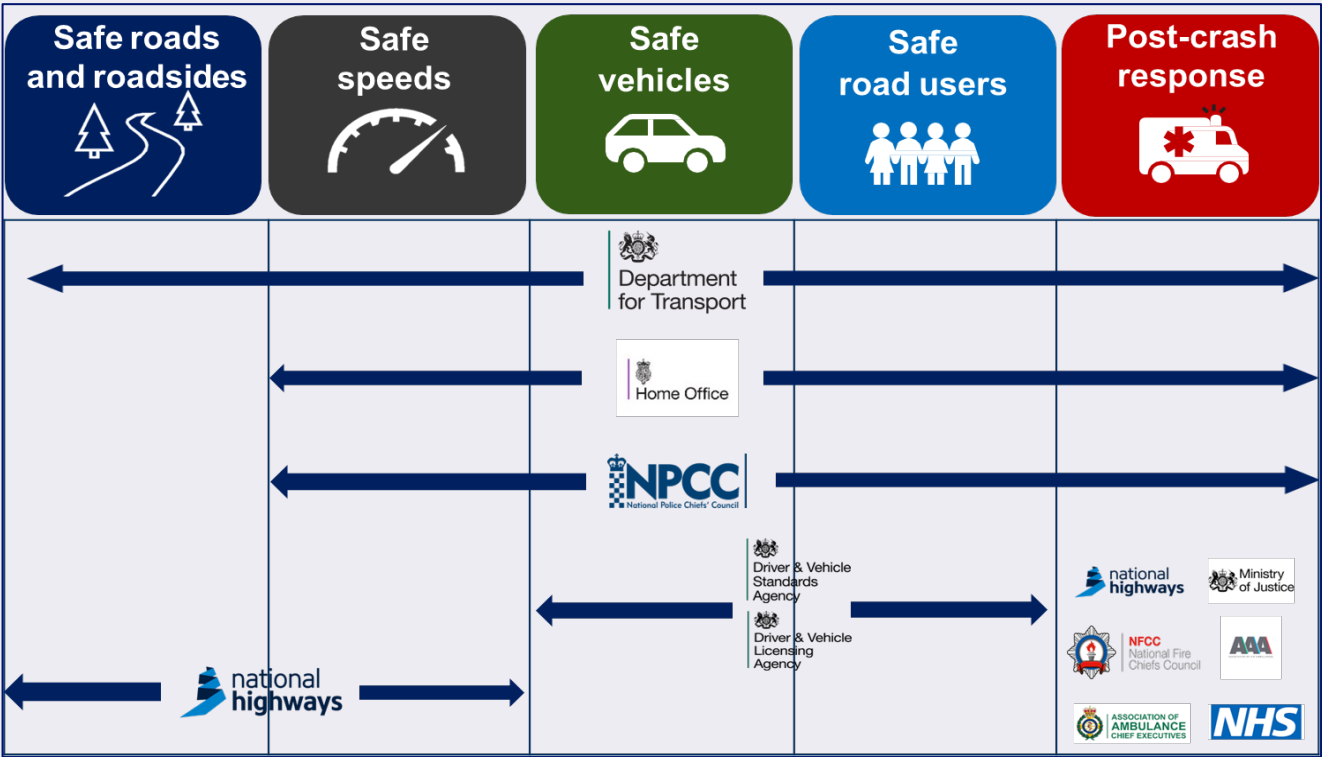 Safe roads
and roadsides
Safe
speeds
Safe
vehicles
Safe
road users
Post-crash
response
Department
for Transport
Home Office
NPCC
National Police Chiefs' Council
Driver & Vehicle
Standards
Agency
Driver & Vehicle
Licensing
Agency
national
highways
national
highways
Ministry
of Justice
NFCC
National Fire
Chiefs Council
AAA
ASSOCIATION OF
AMBULANCE
CHIEF EXECUTIVES
NHS